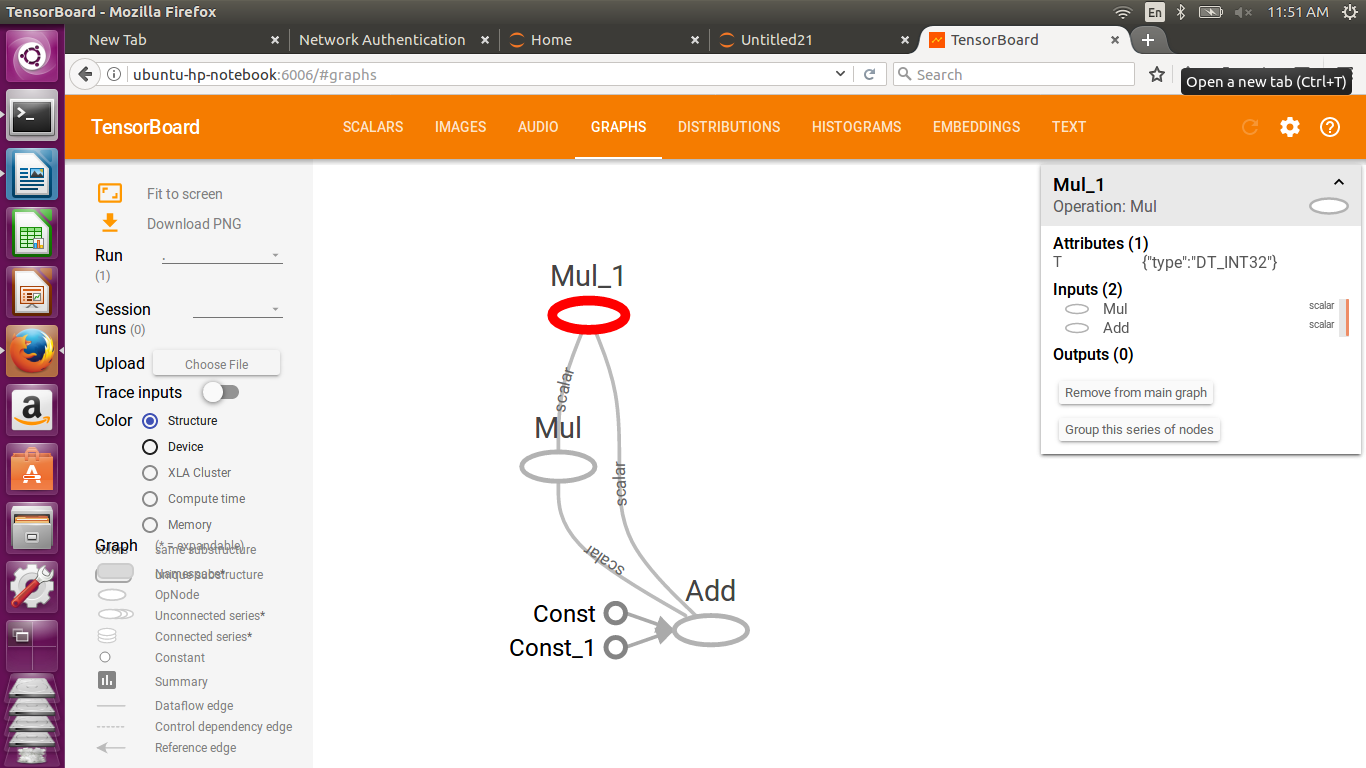 TensorBoard - Mozilla Firefox
En
11:51 AM
New Tab
Network Authentication
Home
Untitled21
TensorBoard
ubuntu-hp-notebook:6006/#graphs
Search
Open a new tab (Ctrl+T)
TensorBoard
SCALARS
IMAGES
AUDIO
GRAPHS
DISTRIBUTIONS
HISTOGRAMS
EMBEDDINGS
TEXT
Fit to screen
Download PNG
Run
(1)
.
Session
runs (0)
Upload
Choose File
Trace inputs
Color
Structure
Device
XLA Cluster
Compute time
Memory
Graph
(* = expandable)
colors
same substructure
Namespace*
unique substructure
OpNode
Unconnected series*
Connected series*
Constant
Summary
Dataflow edge
Control dependency edge
Reference edge
Mul_1
scalar
Mul
scalar
scalar
Add
Const
Const_1
Mul_1
Operation: Mul
Attributes (1)
T {"type":"DT_INT32"}
Inputs (2)
Mul scalar
Add scalar
Outputs (0)
Remove from main graph
Group this series of nodes